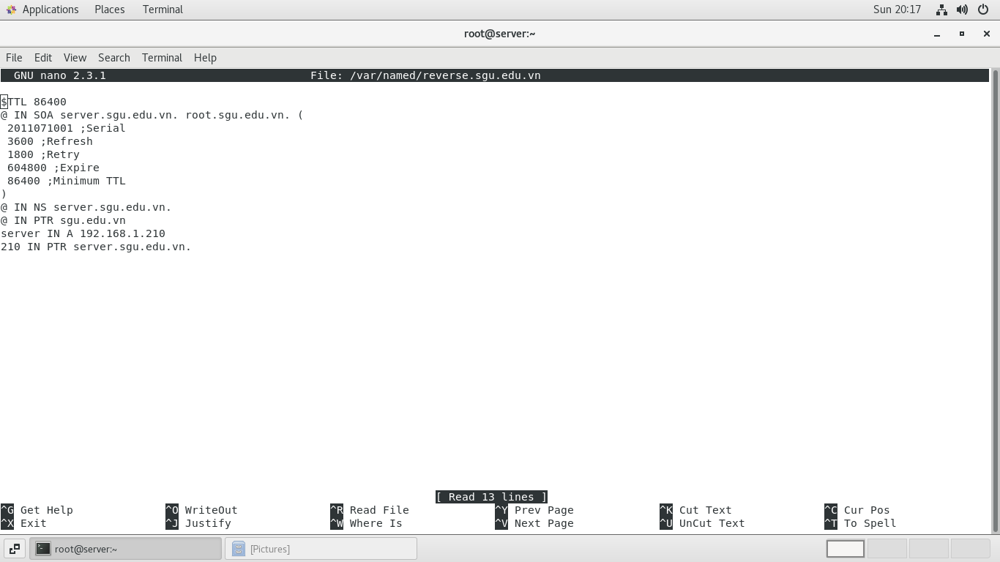 Applications Places Terminal Sun 20:17
root@server:~
File Edit View Search Terminal Help
GNU nano 2.3.1 File: /var/named/reverse.sgu.edu.vn
$TTL 86400
@ IN SOA server.sgu.edu.vn. root.sgu.edu.vn. (
2011071001 ;Serial
3600 ;Refresh
1800 ;Retry
604800 ;Expire
86400 ;Minimum TTL
)
@ IN NS server.sgu.edu.vn.
@ IN PTR sgu.edu.vn
server IN A 192.168.1.210
210 IN PTR server.sgu.edu.vn.
[ Read 13 lines ]
^G Get Help ^O WriteOut ^R Read File ^Y Prev Page ^K Cut Text ^C Cur Pos
^X Exit ^J Justify ^W Where Is ^V Next Page ^U UnCut Text ^T To Spell
root@server:~ [Pictures]